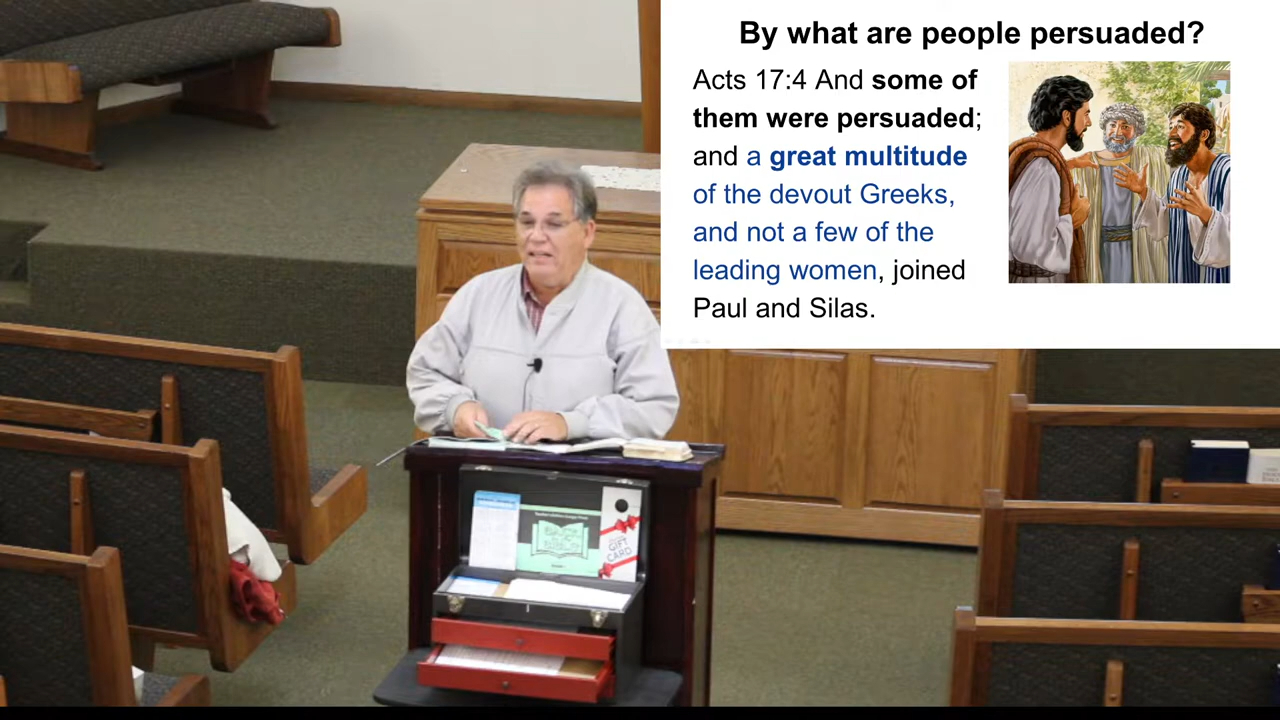 By what are people persuaded?
Acts 17:4 And some of
them were persuaded;
and a great multitude
of the devout Greeks,
and not a few of the
leading women, joined
Paul and Silas.
GIFT
CARD